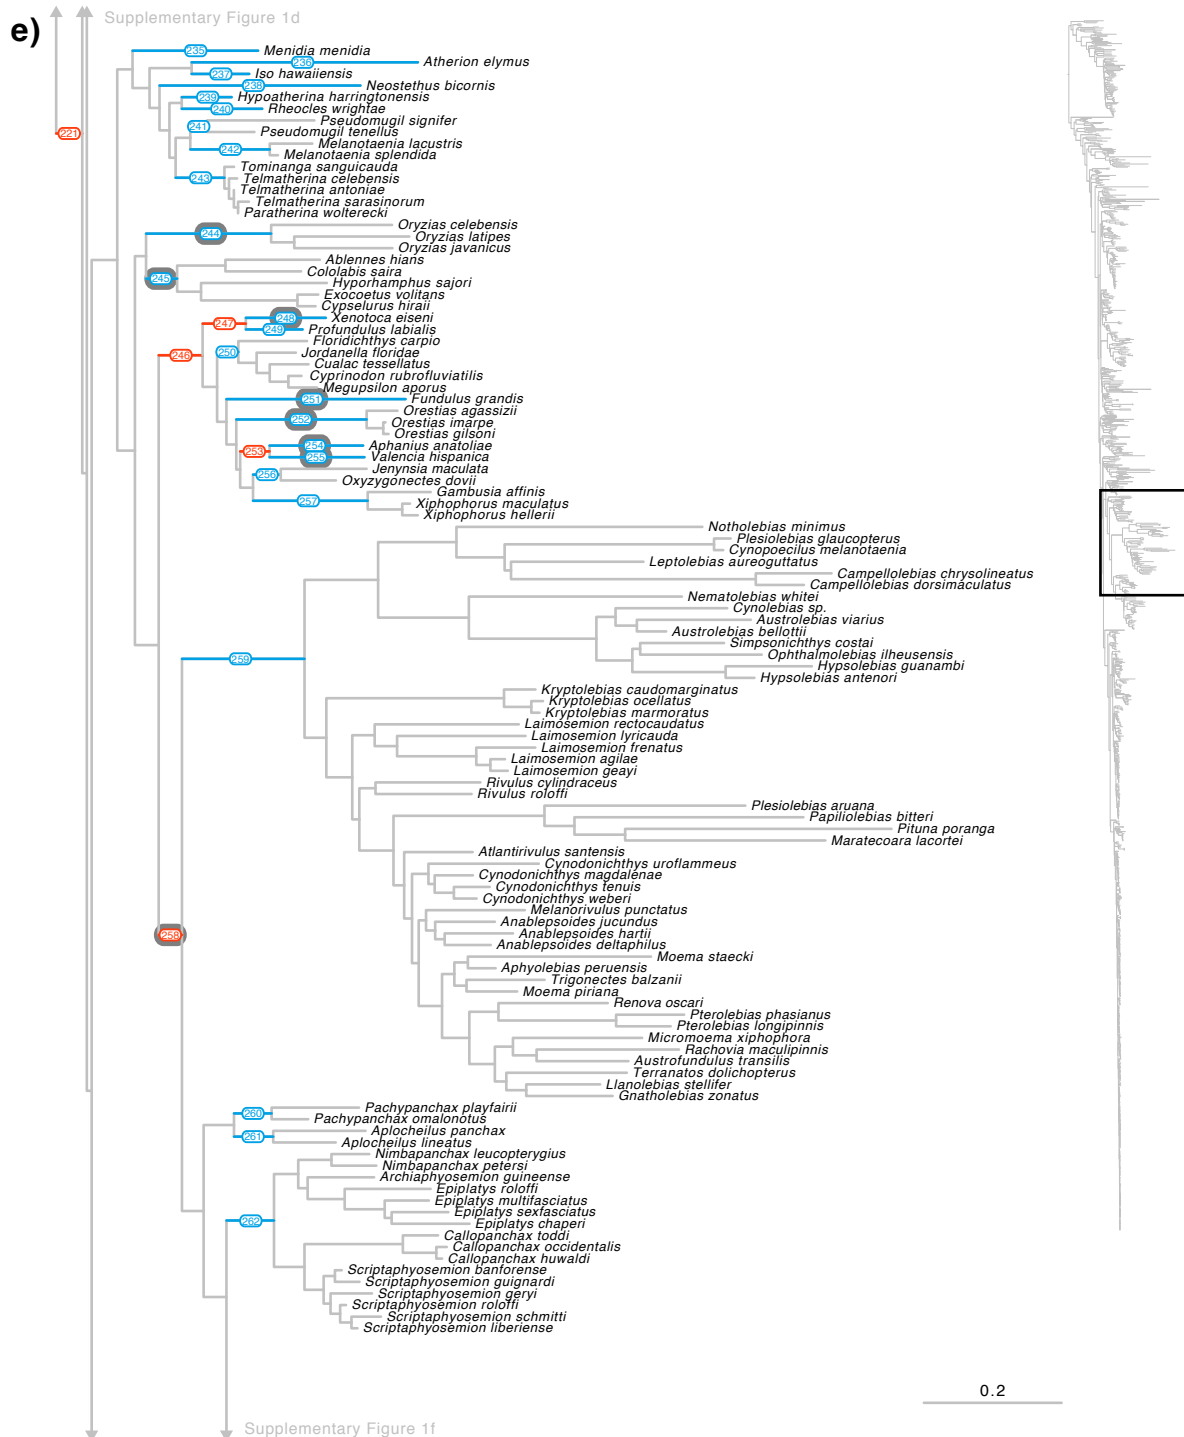 Supplementary Figure 1d
e)
235
Menidia menidia
236
Atherion elymus
237
Iso hawaiiensis
238
Neostethus bicornis
239
Hypoatherina harringtonensis
240
Rheocles wrightae
Pseudomugil signifer
241
221
Pseudomugil tenellus
242
Melanotaenia lacustris
Melanotaenia splendida
Tominanga sanguicauda
243
Telmatherina celebensis
Telmatherina antoniae
Telmatherina sarasinorum
Paratherina wolterecki
Oryzias celebensis
244
Oryzias latipes
Oryzias javanicus
Ablennes hians
Cololabis saira
245
Hyporhamphus sajori
Exocoetus volitans
Cypselurus hiraii
248
Xenotoca eiseni
247
249
Profundulus labialis
Floridichthys carpio
250
Jordanella floridae
246
Cualac tessellatus
Cyprinodon rubrofluviatilis
Megupsilon aporus
251
Fundulus grandis
Orestias agassizii
252
Orestias imarpe
Orestias gilsoni
254
Aphanius anatoliae
253
255
Valencia hispanica
Jenynsia maculata
256
Oxyzygonectes dovii
Gambusia affinis
257
Xiphophorus maculatus
Xiphophorus hellerii
Notholebias minimus
Plesiolebias glaucopterus
Cynopoecilus melanotaenia
Leptolebias aureoguttatus
Campellolebias chrysolineatus
Campellolebias dorsimaculatus
Nematolebias whitei
Cynolebias sp.
Austrolebias viarius
Austrolebias bellottii
Simpsonichthys costai
259
Ophthalmolebias ilheusensis
Hypsolebias guanambi
Hypsolebias antenori
Kryptolebias caudomarginatus
Kryptolebias ocellatus
Kryptolebias marmoratus
Laimosemion rectocaudatus
Laimosemion lyricauda
Laimosemion frenatus
Laimosemion agilae
Laimosemion geayi
Rivulus cylindraceus
Rivulus roloffi
Plesiolebias aruana
Papiliolebias bitteri
Pituna poranga
Maratecoara lacortei
Atlantirivulus santensis
Cynodonichthys uroflammeus
Cynodonichthys magdalenae
Cynodonichthys tenuis
Cynodonichthys weberi
Melanorivulus punctatus
Anablepsoides jucundus
258
Anablepsoides hartii
Anablepsoides deltaphilus
Moema staecki
Aphyolebias peruensis
Trigonectes balzanii
Moema piriana
Renova oscari
Pterolebias phasianus
Pterolebias longipinnis
Micromoema xiphophora
Rachovia maculipinnis
Austrofundulus transilis
Terranatos dolichopterus
Llanolebias stellifer
Gnatholebias zonatus
260
Pachypanchax playfairii
Pachypanchax omalonotus
261
Aplocheilus panchax
Aplocheilus lineatus
Nimbapanchax leucopterygius
Nimbapanchax petersi
Archiaphyosemion guineense
Epiplatys roloffi
Epiplatys multifasciatus
262
Epiplatys sexfasciatus
Epiplatys chaperi
Callopanchax toddi
Callopanchax occidentalis
Callopanchax huwaldi
Scriptaphyosemion banforense
Scriptaphyosemion guignardi
Scriptaphyosemion geryi
Scriptaphyosemion roloffi
Scriptaphyosemion schmitti
Scriptaphyosemion liberiense
0.2
Supplementary Figure 1f